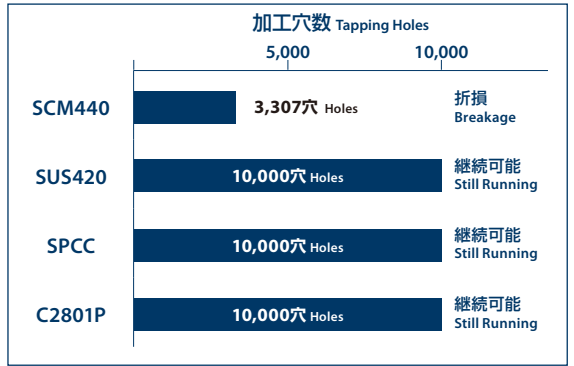 加工穴数 Tapping Holes
5,000 10,000
SCM440 3,307穴 Holes 折損
Breakage
SUS420 10,000穴 Holes 継続可能
Still Running
SPCC 10,000穴 Holes 継続可能
Still Running
C2801P 10,000穴 Holes 継続可能
Still Running